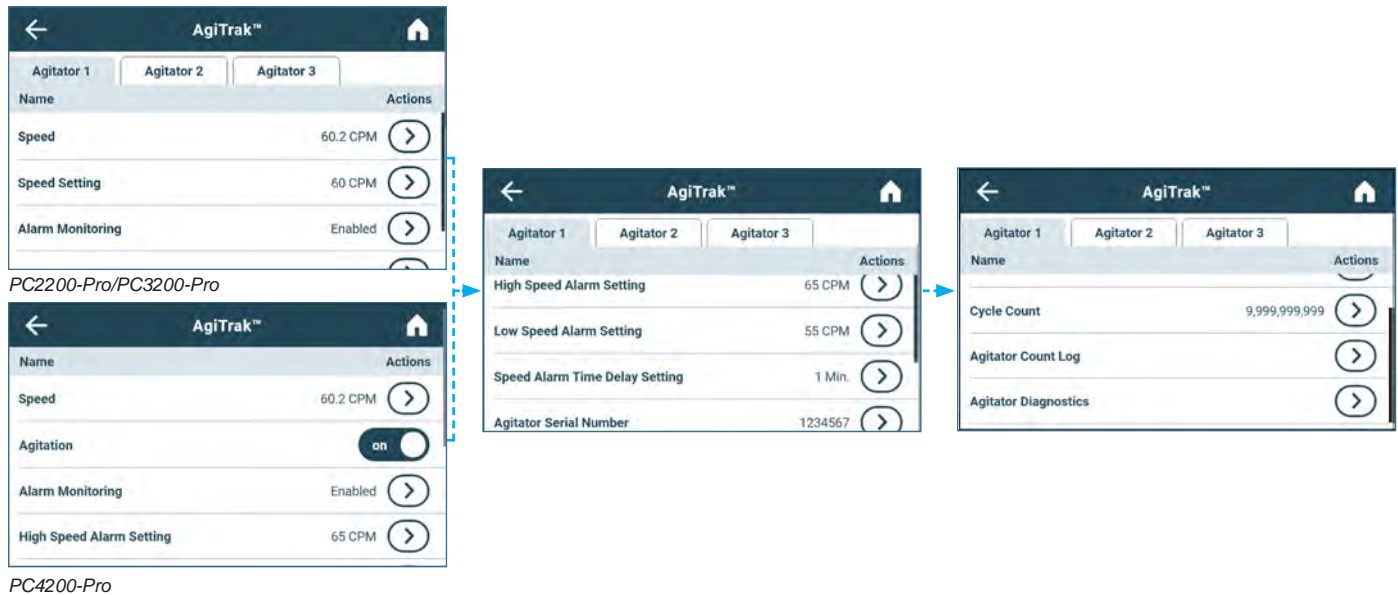 AgiTrak™
Agitator 1 Agitator 2 Agitator 3
Name Actions
Speed 60.2 CPM
Speed Setting 60 CPM
Alarm Monitoring Enabled
PC2200-Pro/PC3200-Pro
AgiTrak™
Name Actions
Speed 60.2 CPM
Agitation on
Alarm Monitoring Enabled
High Speed Alarm Setting 65 CPM
PC4200-Pro
AgiTrak™
Agitator 1 Agitator 2 Agitator 3
Name Actions
High Speed Alarm Setting 65 CPM
Low Speed Alarm Setting 55 CPM
Speed Alarm Time Delay Setting 1 Min.
Agitator Serial Number 1234567
AgiTrak™
Agitator 1 Agitator 2 Agitator 3
Name Actions
Cycle Count 9,999,999,999
Agitator Count Log
Agitator Diagnostics